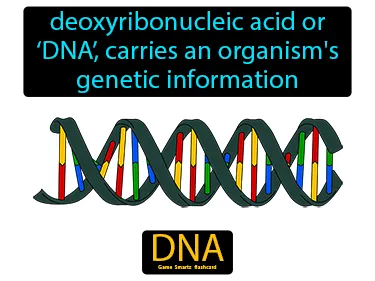 deoxyribonucleic acid or
‘DNA’, carries an organism's
genetic information
DNA
Game Smartz flashcard